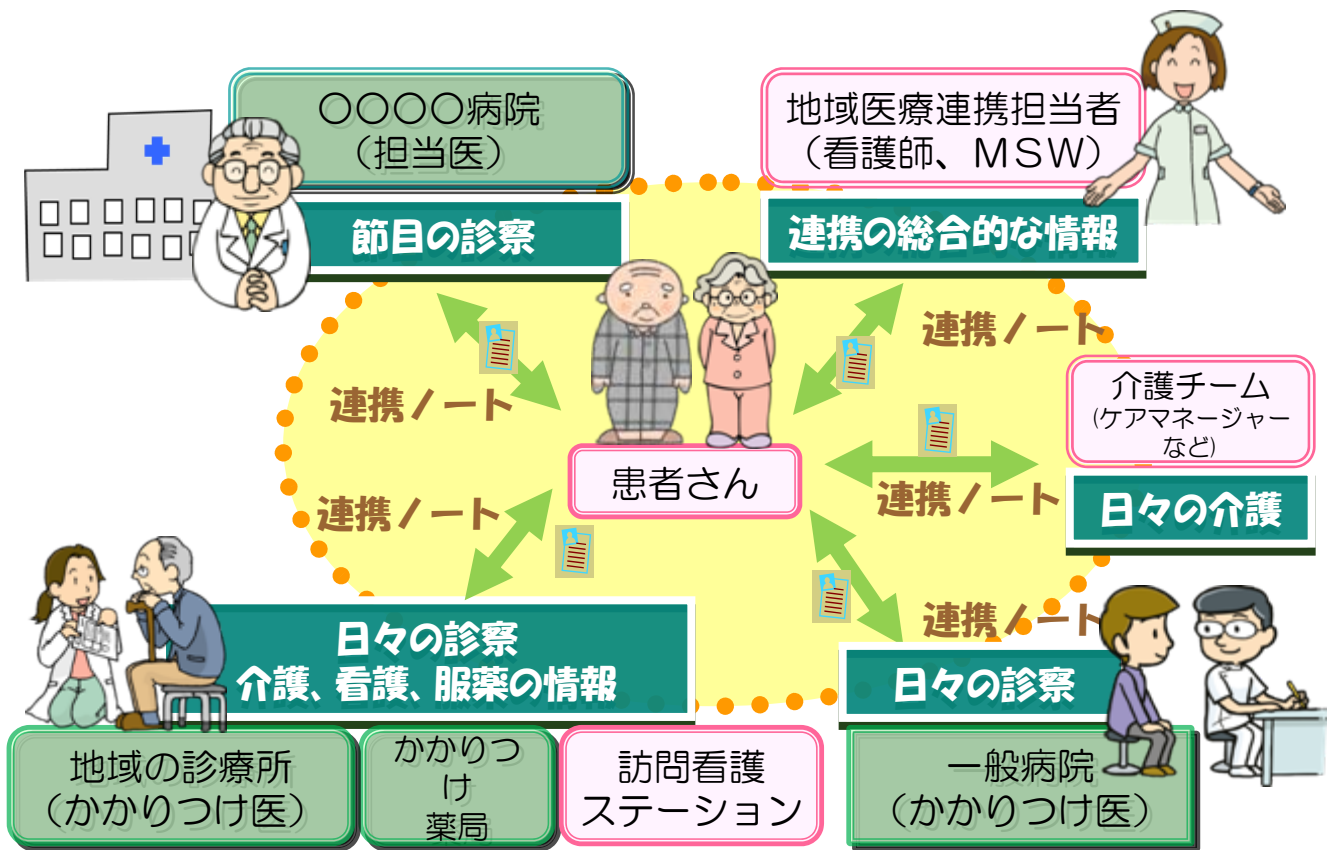 〇〇〇〇病院
（担当医）
節目の診察
地域医療連携担当者
（看護師、ＭＳＷ）
連携の総合的な情報
連携ノート
連携ノート
介護チーム
(ケアマネージャー
など)
日々の介護
患者さん
連携ノート
連携ノート
連携ノート
日々の診察
介護、看護、服薬の情報
日々の診察
地域の診療所
（かかりつけ医）
かかりつ
け
薬局
訪問看護
ステーション
一般病院
（かかりつけ医）